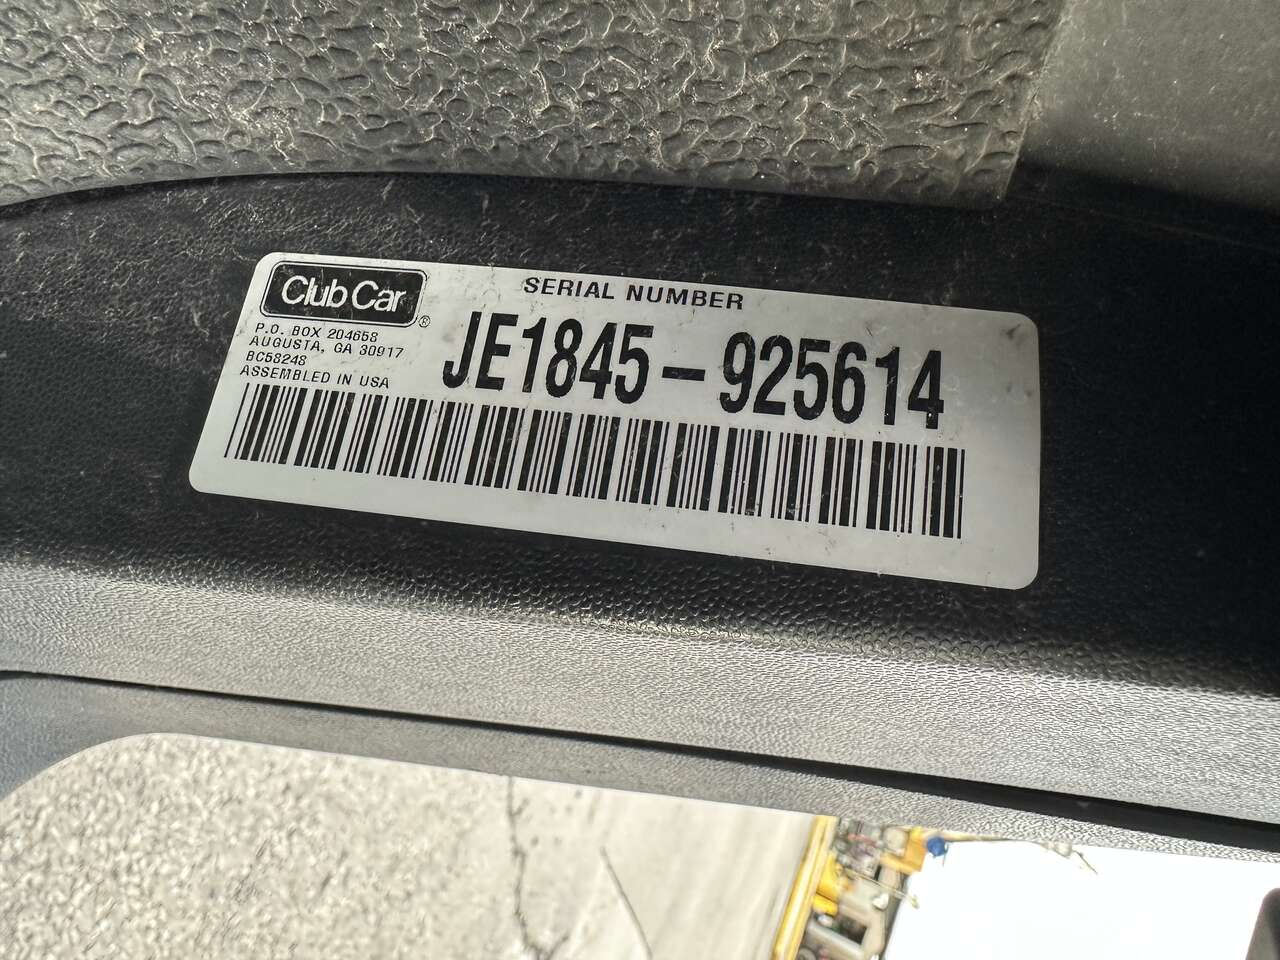 Club Car®
P.O. BOX 204658
AUGUSTA, GA 30917
BC58248
ASSEMBLED IN USA
SERIAL NUMBER
JE1845-925614